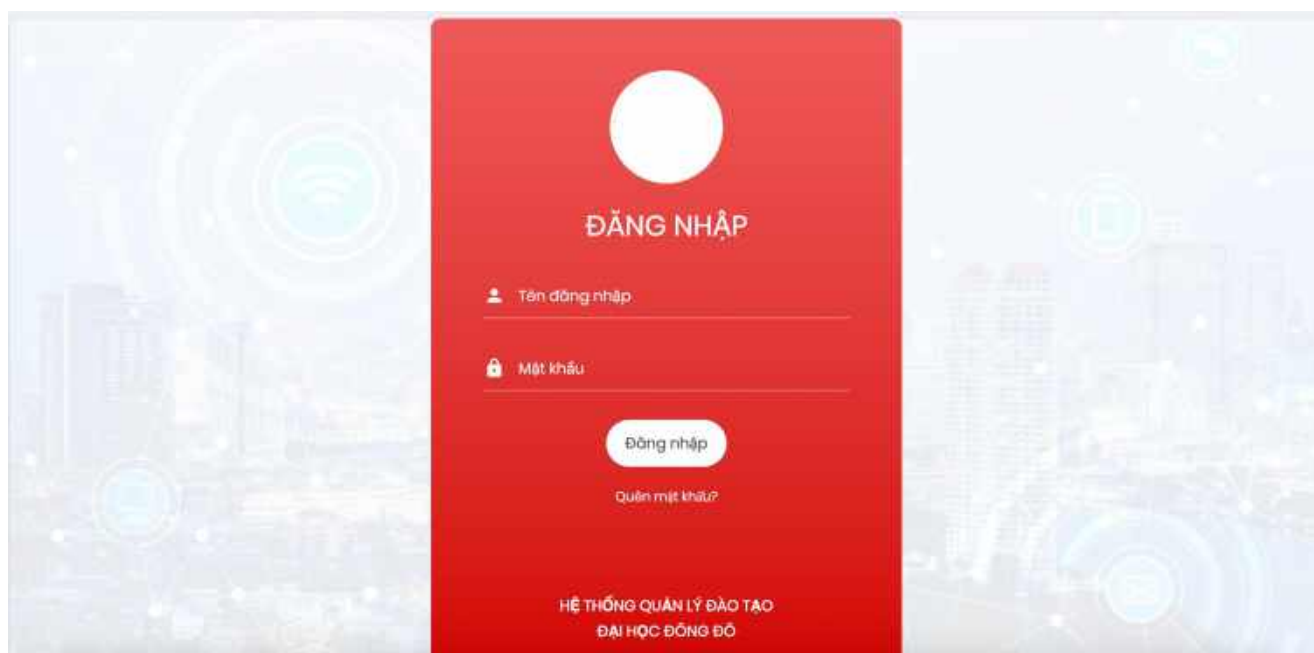 ĐĂNG NHẬP
Tên đăng nhập
Mật khẩu
Đăng nhập
Quên mật khẩu?
HỆ THỐNG QUẢN LÝ ĐÀO TẠO
ĐẠI HỌC ĐÔNG ĐÔ